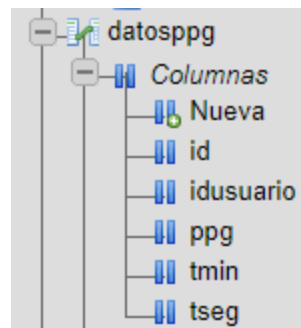 datosppg
Columnas
Nueva
id
idusuario
ppg
tmin
tseg